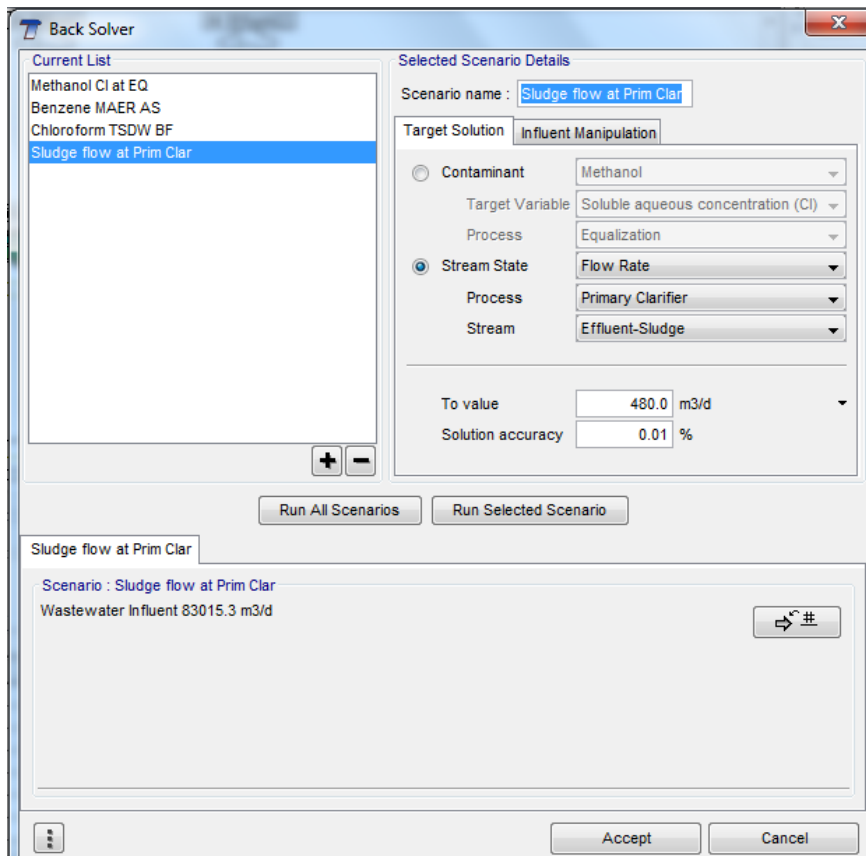 Back Solver
Current List
Methanol CI at EQ
Benzene MAER AS
Chloroform TSDW BF
Sludge flow at Prim Clar
Selected Scenario Details
Scenario name : Sludge flow at Prim Clar
Target Solution Influent Manipulation
Contaminant Methanol
Target Variable Soluble aqueous concentration (CI)
Process Equalization
Stream State Flow Rate
Process Primary Clarifier
Stream Effluent-Sludge
To value 480.0 m3/d
Solution accuracy 0.01 %
+ −
Run All Scenarios Run Selected Scenario
Sludge flow at Prim Clar
Scenario : Sludge flow at Prim Clar
Wastewater Influent 83015.3 m3/d
#
Accept Cancel